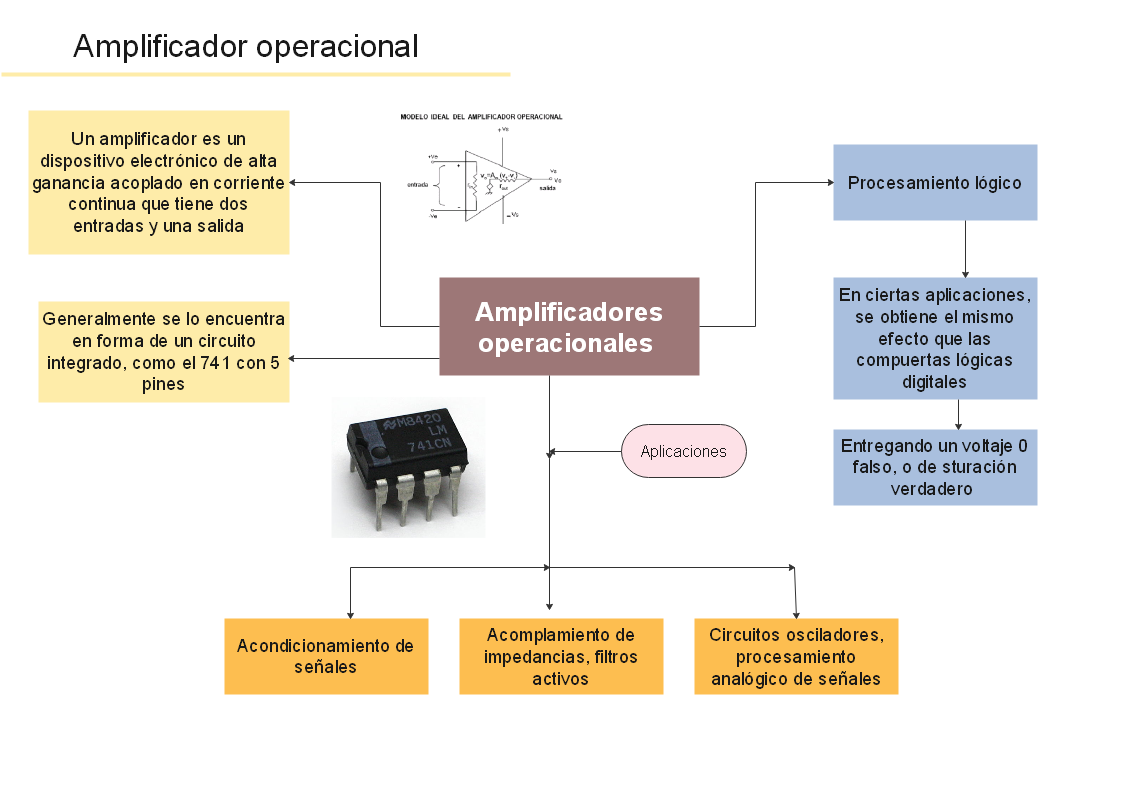 Amplificador operacional
Un amplificador es un
dispositivo electrónico de alta
ganancia acoplado en corriente
continua que tiene dos
entradas y una salida
MODELO IDEAL DEL AMPLIFICADOR OPERACIONAL
+Vs
+Ve
entrada
salida
-Ve
Procesamiento lógico
Generalmente se lo encuentra
en forma de un circuito
integrado, como el 741 con 5
pines
Amplificadores
operacionales
En ciertas aplicaciones,
se obtiene el mismo
efecto que las
compuertas lógicas
digitales
M8420
LM
741CN
Aplicaciones
Entregando un voltaje 0
falso, o de sturación
verdadero
Acondicionamiento de
señales
Acomplamiento de
impedancias, filtros
activos
Circuitos osciladores,
procesamiento
analógico de señales